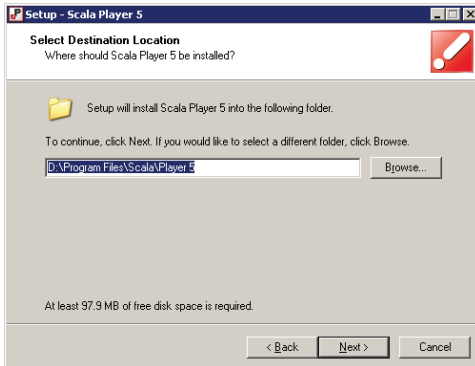 Setup - Scala Player 5
Select Destination Location
Where should Scala Player 5 be installed?
Setup will install Scala Player 5 into the following folder.
To continue, click Next. If you would like to select a different folder, click Browse.
D:\Program Files\Scala\Player 5
Browse...
At least 97.9 MB of free disk space is required.
< Back
Next >
Cancel